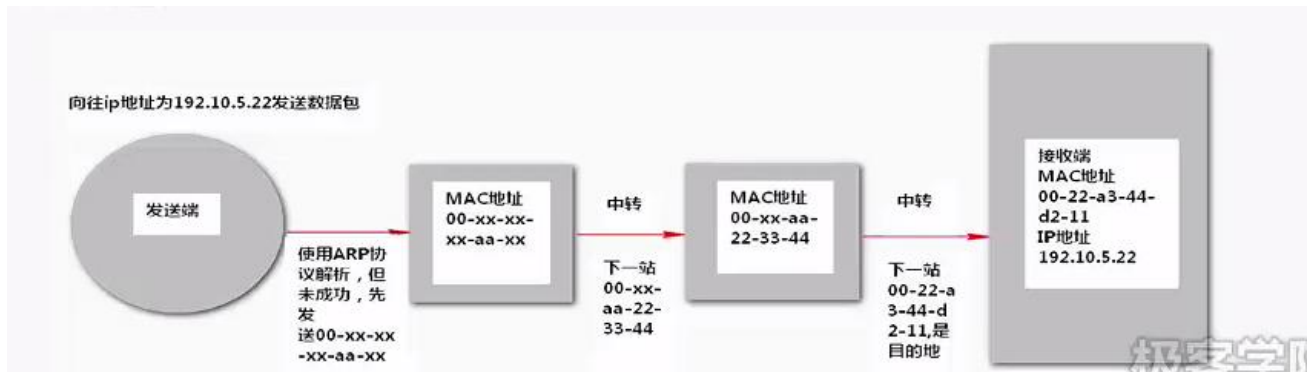 向往ip地址为192.10.5.22发送数据包
发送端
使用ARP协
议解析，但
未成功，先
发
送00-xx-xx
-xx-aa-xx
MAC地址
00-xx-xx-
xx-aa-xx
中转
下一站
00-xx-
aa-22-
33-44
MAC地址
00-xx-aa-
22-33-44
中转
下一站
00-22-a
3-44-d
2-11,是
目的地
接收端
MAC地址
00-22-a3-44-
d2-11
IP地址
192.10.5.22
极客学院